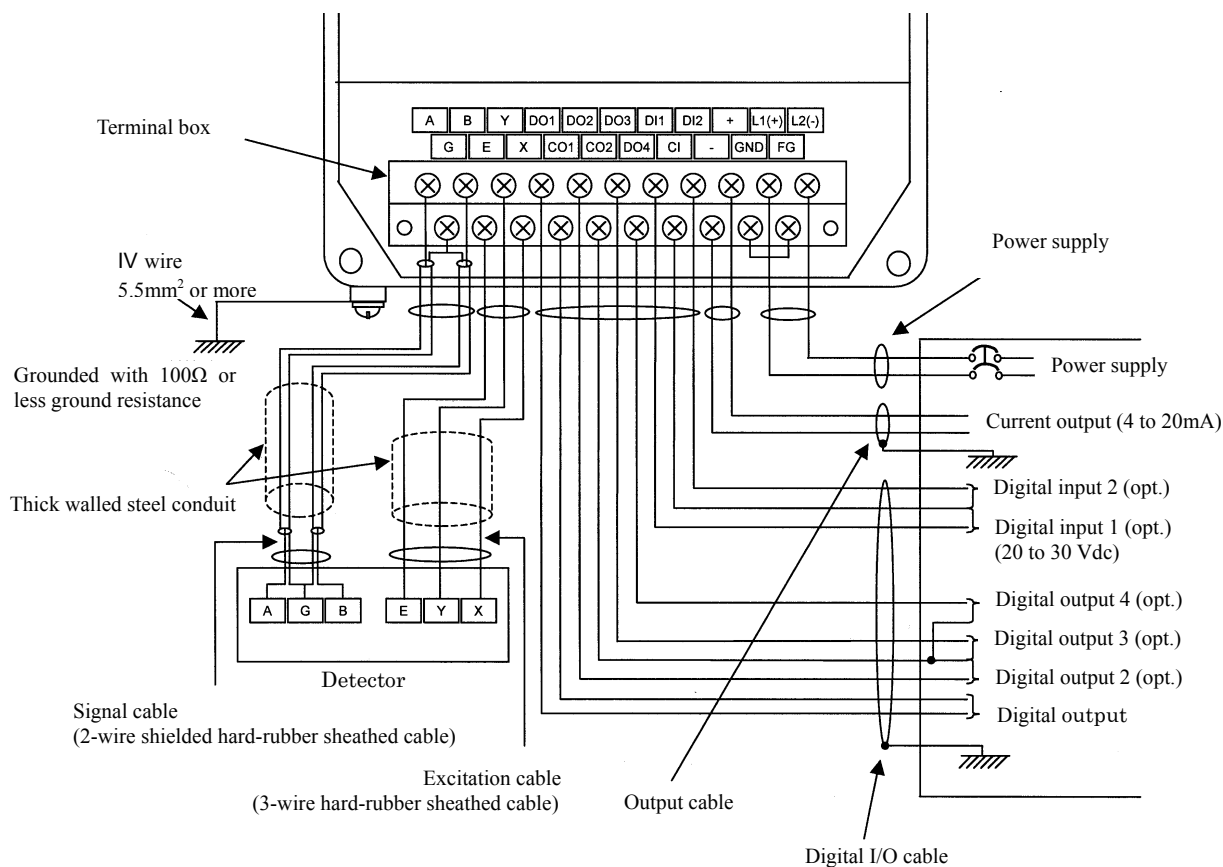 A B Y DO1 DO2 DO3 DI1 DI2 + L1(+) L2(-)
G E X CO1 CO2 DO4 CI - GND FG
Terminal box
Power supply
IV wire
5.5mm² or more
Grounded with 100Ω or
less ground resistance
Power supply
Current output (4 to 20mA)
Thick walled steel conduit
Digital input 2 (opt.)
Digital input 1 (opt.)
(20 to 30 Vdc)
A G B E Y X
Detector
Digital output 4 (opt.)
Digital output 3 (opt.)
Digital output 2 (opt.)
Digital output
Signal cable
(2-wire shielded hard-rubber sheathed cable)
Excitation cable
(3-wire hard-rubber sheathed cable)
Output cable
Digital I/O cable